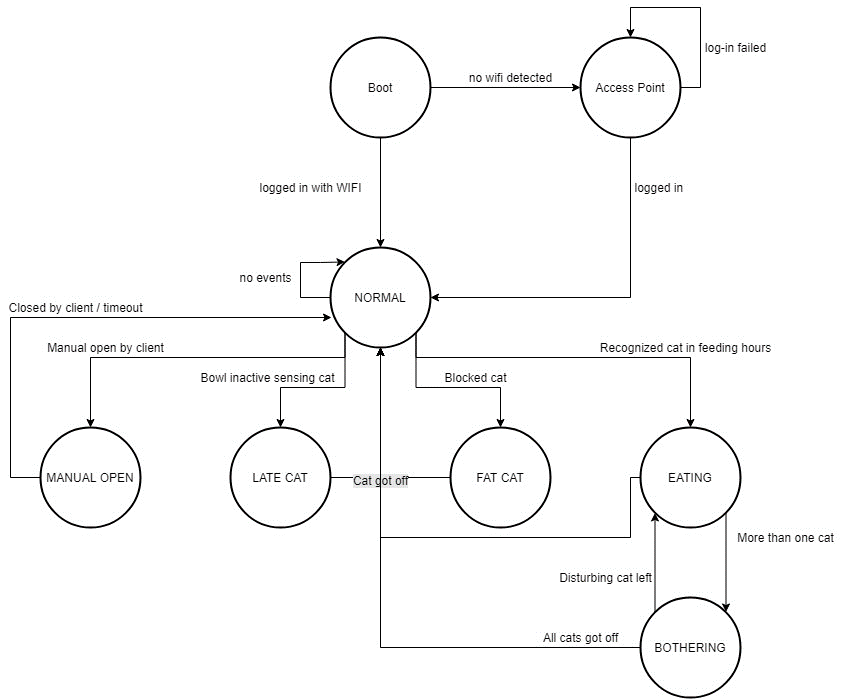 log-in failed
Boot
no wifi detected
Access Point
logged in with WIFI
logged in
no events
NORMAL
Closed by client / timeout
Manual open by client
Recognized cat in feeding hours
Bowl inactive sensing cat
Blocked cat
MANUAL OPEN
LATE CAT
Cat got off
FAT CAT
EATING
More than one cat
Disturbing cat left
All cats got off
BOTHERING